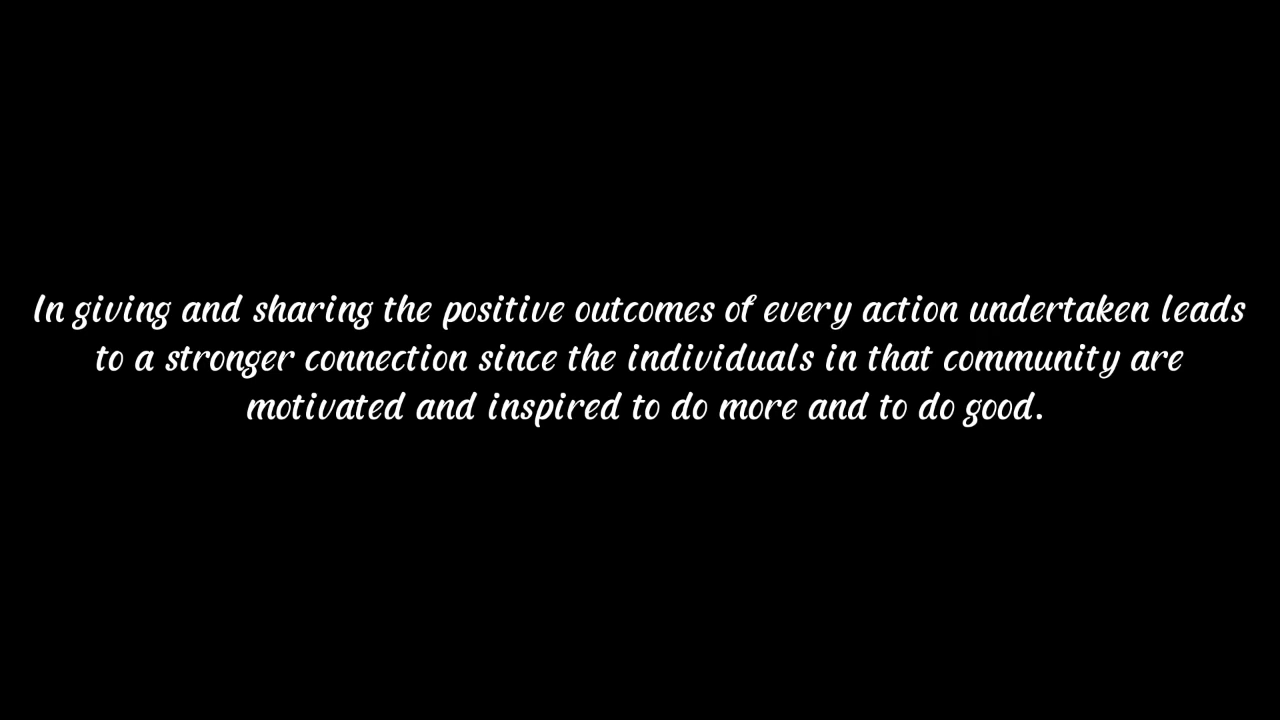 In giving and sharing the positive outcomes of every action undertaken leads
to a stronger connection since the individuals in that community are
motivated and inspired to do more and to do good.